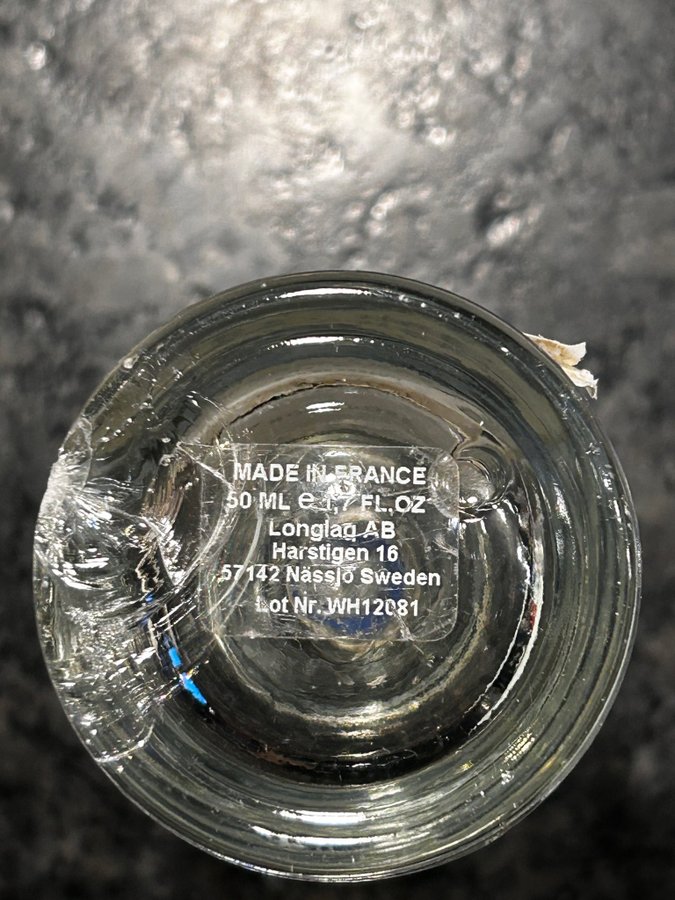 MADE IN FRANCE
50 ML e 1,7 FL.OZ
Longlaq AB
Harstigen 16
57142 Nässjö Sweden
Lot Nr. WH12081